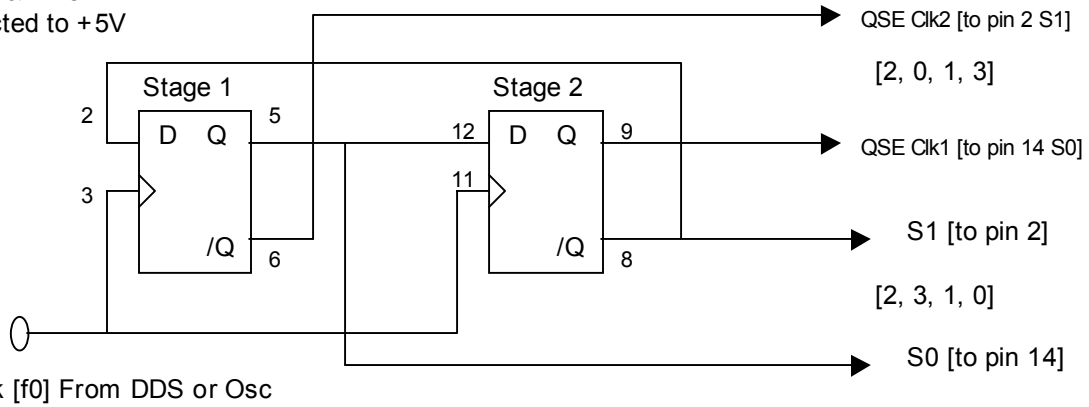 cted to +5V
QSE Clk2 [to pin 2 S1]
[2, 0, 1, 3]
Stage 1
Stage 2
2
5
12
9
D Q
D Q
QSE Clk1 [to pin 14 S0]
3
11
/Q
/Q
6
8
S1 [to pin 2]
[2, 3, 1, 0]
S0 [to pin 14]
k [f0] From DDS or Osc